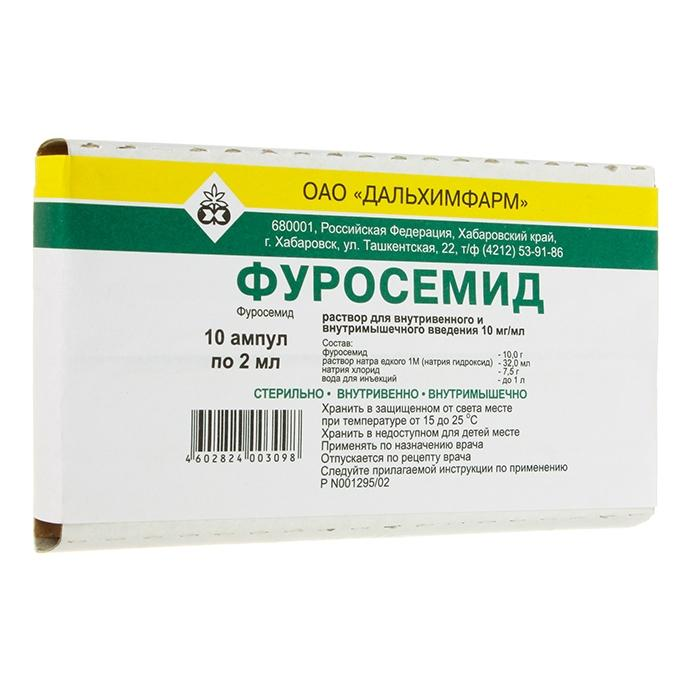 ОАО «ДАЛЬХИМФАРМ»
680001, Российская Федерация, Хабаровский край,
г. Хабаровск, ул. Ташкентская, 22, т/ф (4212) 53-91-86
ФУРОСЕМИД
Фуросемид
10 ампул
по 2 мл
раствор для внутривенного и
внутримышечного введения 10 мг/мл
Состав:
фуросемид - 10,0 г
раствор натра едкого 1М (натрия гидроксид) - 32,0 мл
натрия хлорид - 7,5 г
вода для инъекций - до 1 л
СТЕРИЛЬНО • ВНУТРИВЕННО • ВНУТРИМЫШЕЧНО
Хранить в защищенном от света месте
при температуре от 15 до 25 °С
Хранить в недоступном для детей месте
Применять по назначению врача
Отпускается по рецепту врача
Следуйте прилагаемой инструкции по применению
Р N001295/02
4 602824 003098